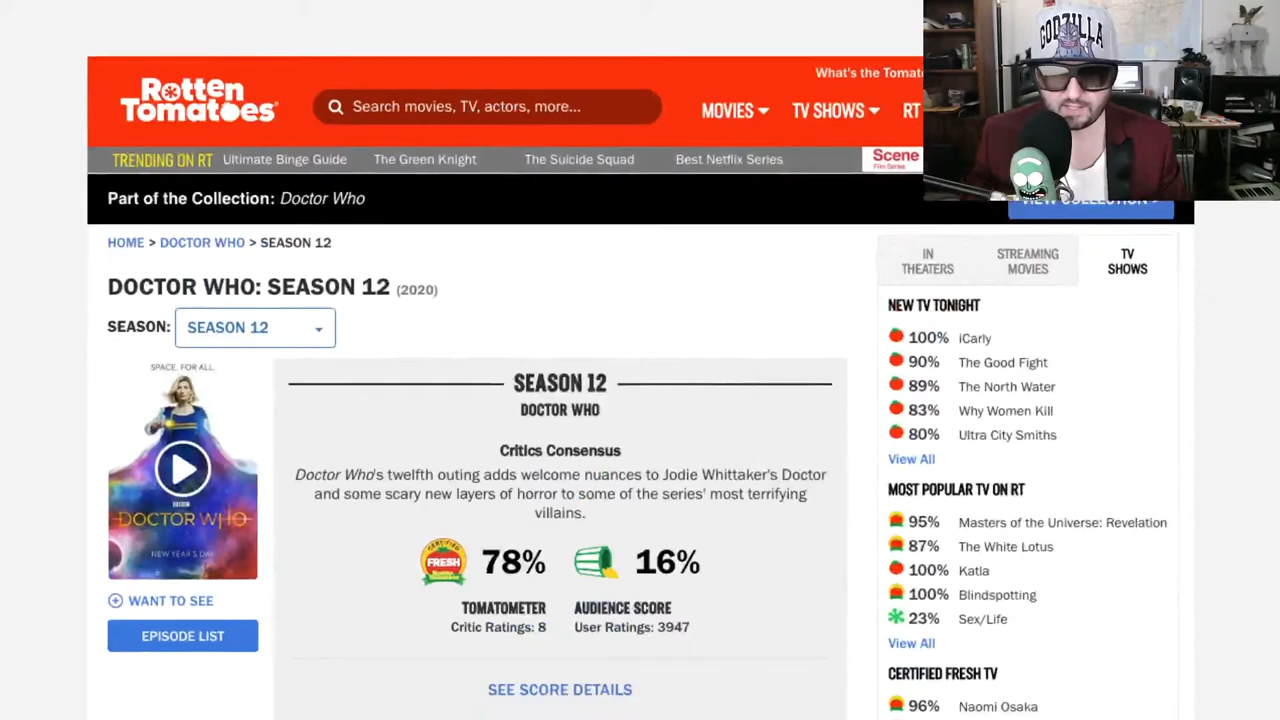 What's the Tomato
Rotten
Tomatoes
Search movies, TV, actors, more...
MOVIES
TV SHOWS
RT
TRENDING ON RT
Ultimate Binge Guide
The Green Knight
The Suicide Squad
Best Netflix Series
Scene
Film Series
GODZILLA
Part of the Collection: Doctor Who
VIEW COLLECTION >
HOME > DOCTOR WHO > SEASON 12
DOCTOR WHO: SEASON 12 (2020)
SEASON: SEASON 12
SPACE. FOR ALL.
BBC
DOCTOR WHO
NEW YEAR'S DAY
WANT TO SEE
EPISODE LIST
SEASON 12
DOCTOR WHO
Critics Consensus
Doctor Who's twelfth outing adds welcome nuances to Jodie Whittaker's Doctor
and some scary new layers of horror to some of the series' most terrifying
villains.
CERTIFIED
FRESH
78%
16%
TOMATOMETER
Critic Ratings: 8
AUDIENCE SCORE
User Ratings: 3947
SEE SCORE DETAILS
IN
THEATERS
STREAMING
MOVIES
TV
SHOWS
NEW TV TONIGHT
100% iCarly
90% The Good Fight
89% The North Water
83% Why Women Kill
80% Ultra City Smiths
View All
MOST POPULAR TV ON RT
95% Masters of the Universe: Revelation
87% The White Lotus
100% Katla
100% Blindspotting
23% Sex/Life
View All
CERTIFIED FRESH TV
96% Naomi Osaka